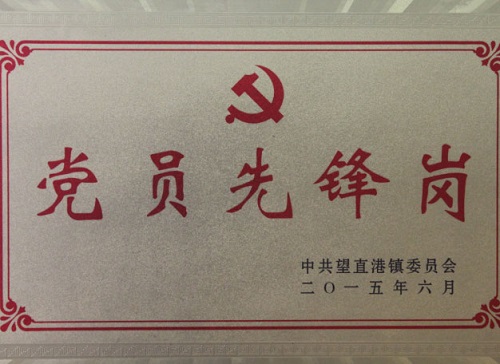 党员先锋岗
中共望直港镇委员会
二〇一五年六月